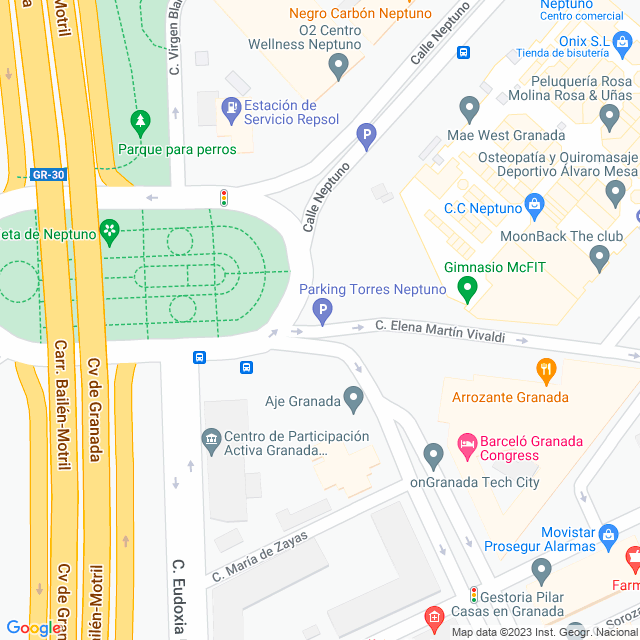 Motril
a
C. Virgel Bla
Negro Carbón Neptuno
O2 Centro
Wellness Neptuno
Calle Neptuno
Neptuno
Centro comercial
Onix S.L
Tienda de bisutería
Estación de
Servicio Repsol
Parque para perros
P
Peluquería Rosa
Molina Rosa & Uñas
Mae West Granada
Osteopatía y Quiromasaje
Deportivo Álvaro Mesa
GR-30
Calle Neptuno
C.C Neptuno
MoonBack The club
eta de Neptuno
Gimnasio McFIT
Parking Torres Neptuno
P
C. Elena Martín Vivaldi
Carr. Bailén-Motril
Cv de Granada
Aje Granada
Arrozante Granada
Centro de Participación
Activa Granada...
Barceló Granada
Congress
onGranada Tech City
Movistar
Prosegur Alarmas
C. María de Zayas
C. Eudoxia
Cv de Gran
ilén-Motril
Farm
Gestoria Pilar
Casas en Granada
Soroza
Google
Map data ©2023 Inst. Geogr. Nacional